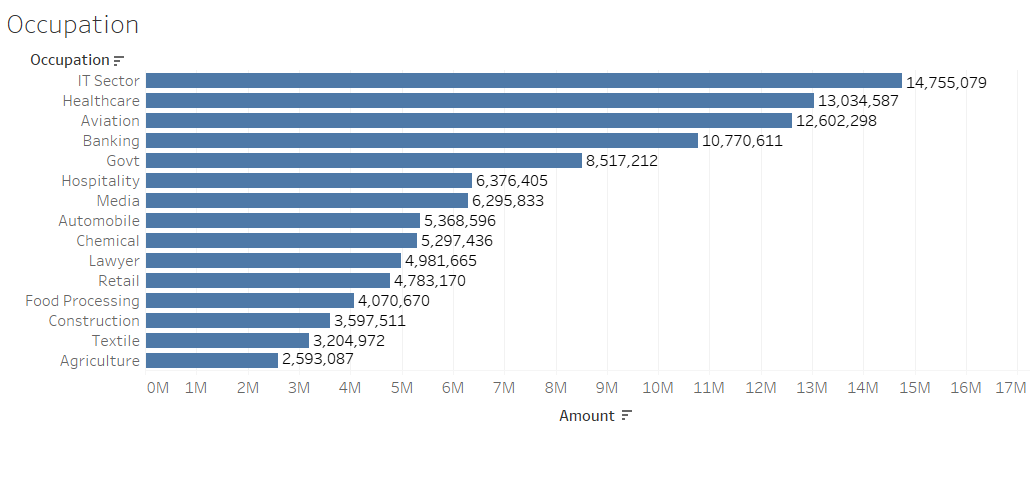 Occupation
Occupation
IT Sector 14,755,079
Healthcare 13,034,587
Aviation 12,602,298
Banking 10,770,611
Govt 8,517,212
Hospitality 6,376,405
Media 6,295,833
Automobile 5,368,596
Chemical 5,297,436
Lawyer 4,981,665
Retail 4,783,170
Food Processing 4,070,670
Construction 3,597,511
Textile 3,204,972
Agriculture 2,593,087
0M 1M 2M 3M 4M 5M 6M 7M 8M 9M 10M 11M 12M 13M 14M 15M 16M 17M
Amount